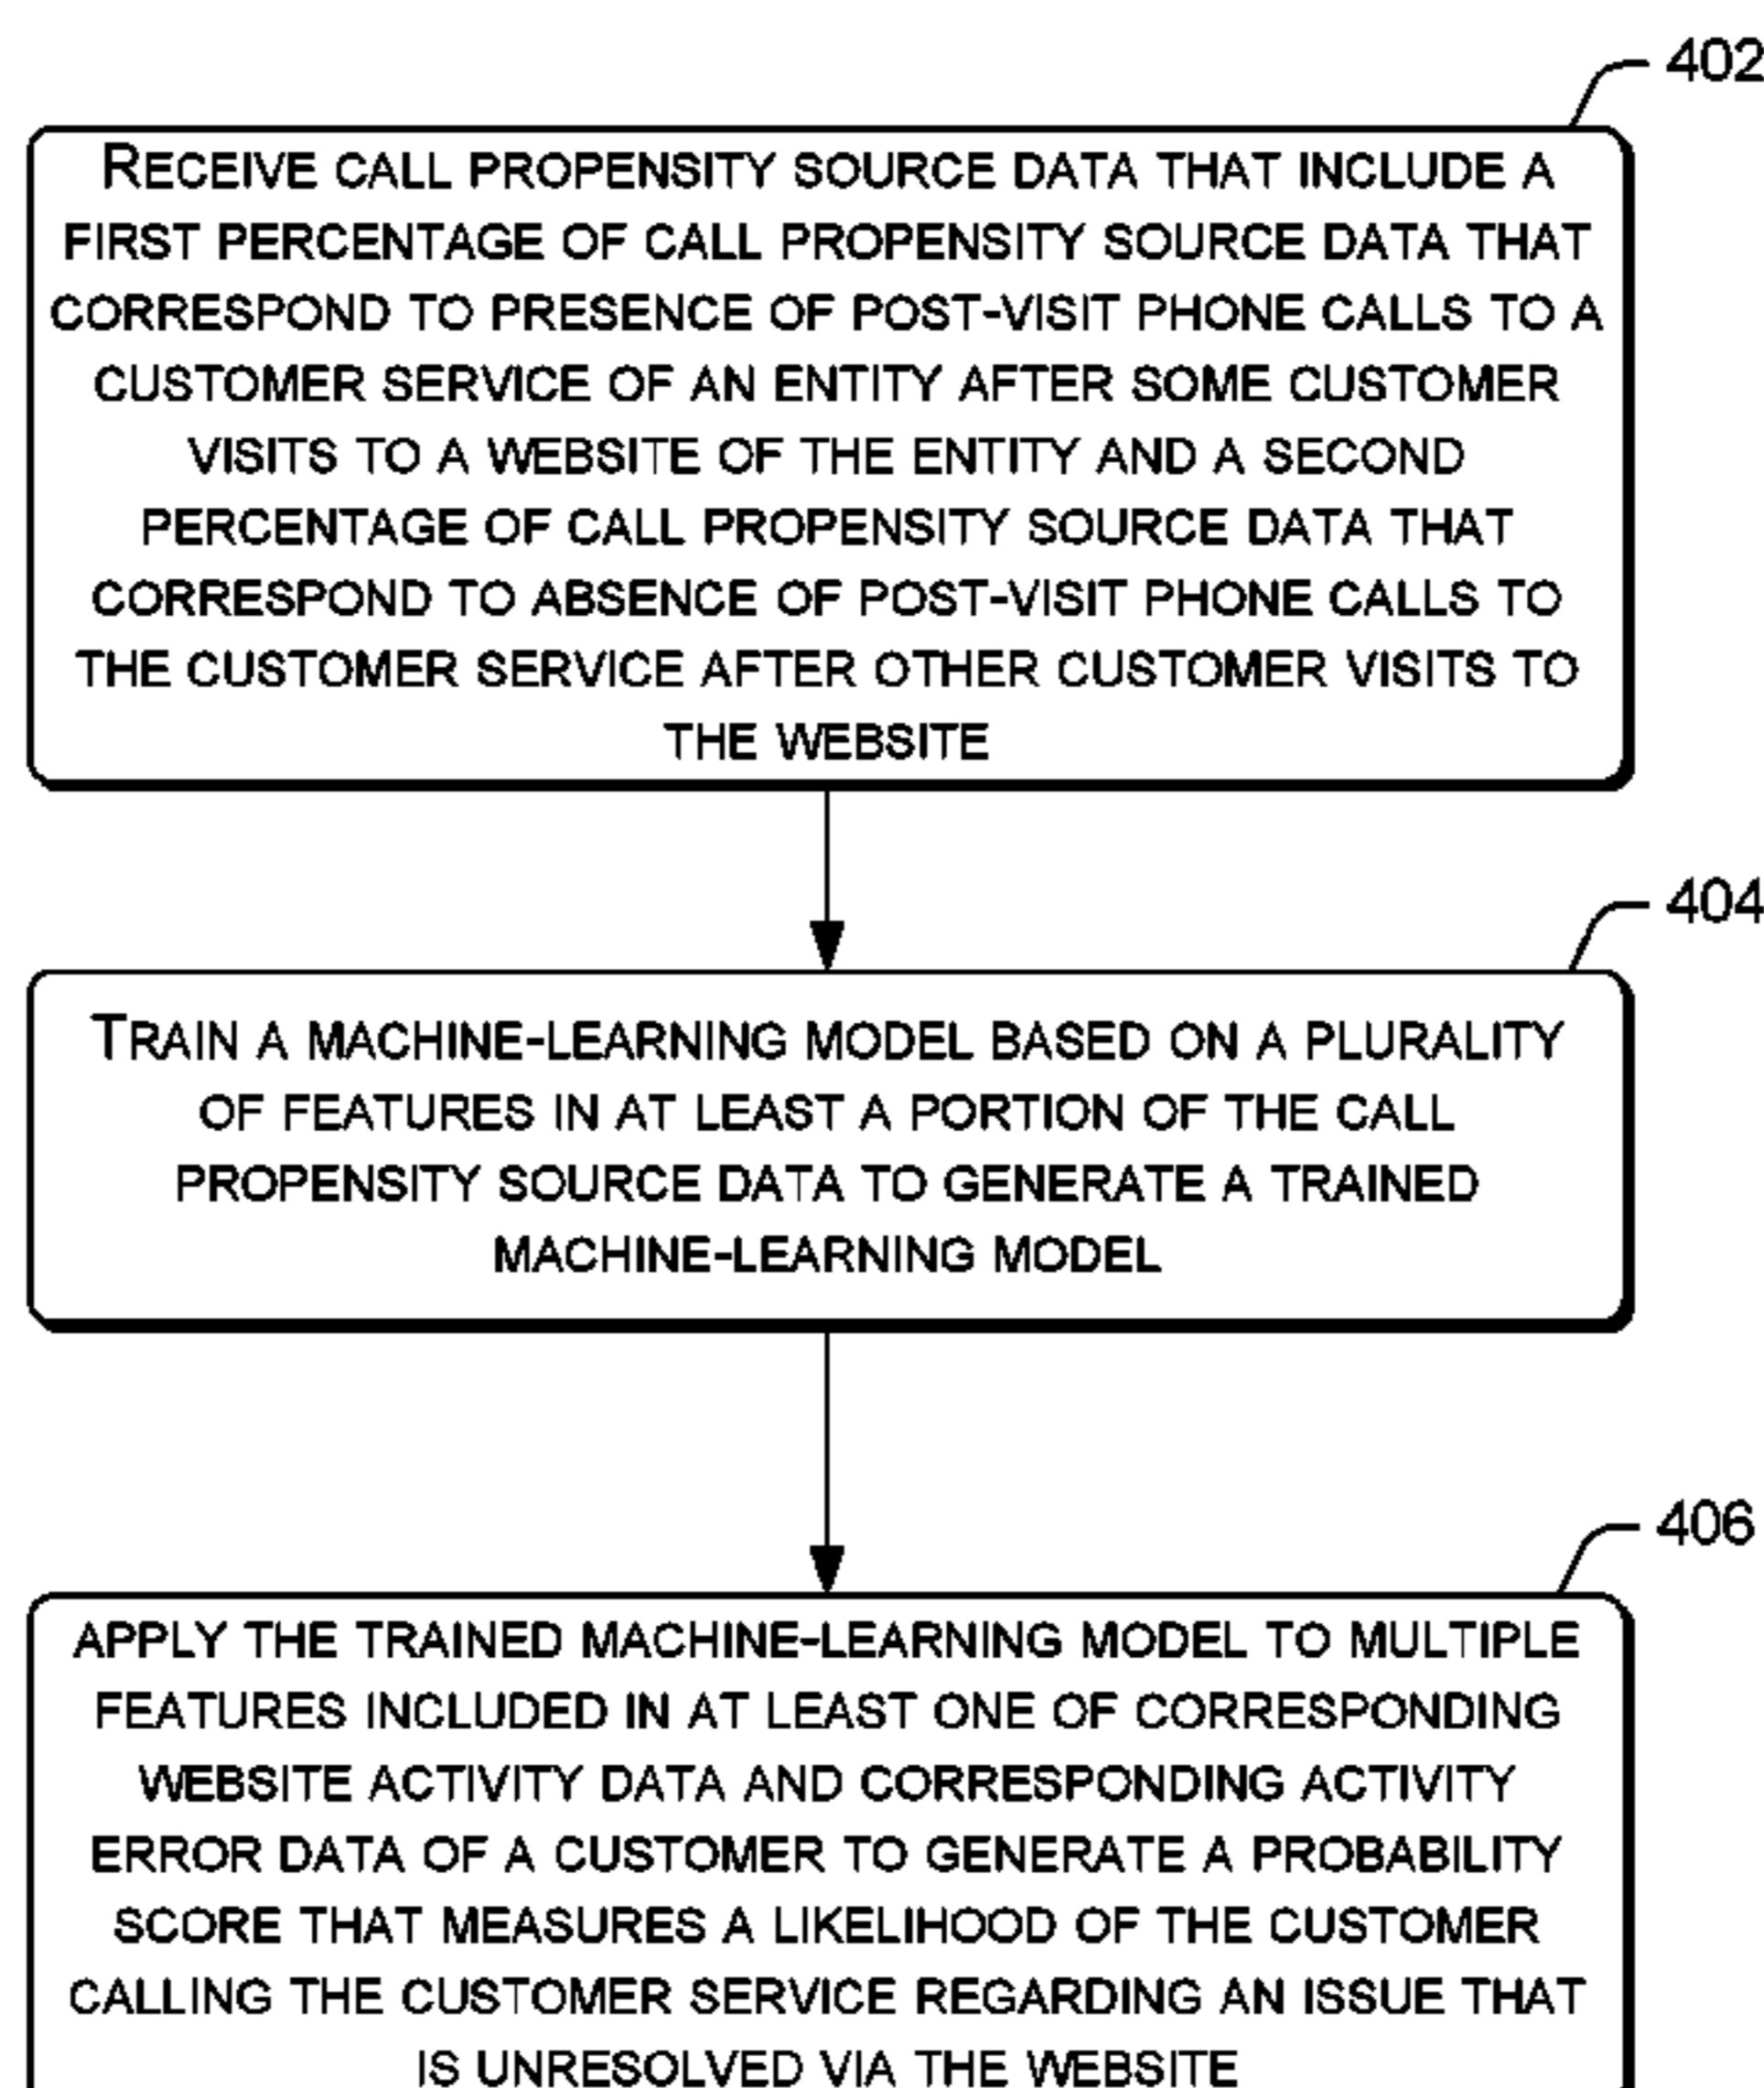 402
RECEIVE CALL PROPENSITY SOURCE DATA THAT INCLUDE A
FIRST PERCENTAGE OF CALL PROPENSITY SOURCE DATA THAT
CORRESPOND TO PRESENCE OF POST-VISIT PHONE CALLS TO A
CUSTOMER SERVICE OF AN ENTITY AFTER SOME CUSTOMER
VISITS TO A WEBSITE OF THE ENTITY AND A SECOND
PERCENTAGE OF CALL PROPENSITY SOURCE DATA THAT
CORRESPOND TO ABSENCE OF POST-VISIT PHONE CALLS TO
THE CUSTOMER SERVICE AFTER OTHER CUSTOMER VISITS TO
THE WEBSITE
404
TRAIN A MACHINE-LEARNING MODEL BASED ON A PLURALITY
OF FEATURES IN AT LEAST A PORTION OF THE CALL
PROPENSITY SOURCE DATA TO GENERATE A TRAINED
MACHINE-LEARNING MODEL
406
APPLY THE TRAINED MACHINE-LEARNING MODEL TO MULTIPLE
FEATURES INCLUDED IN AT LEAST ONE OF CORRESPONDING
WEBSITE ACTIVITY DATA AND CORRESPONDING ACTIVITY
ERROR DATA OF A CUSTOMER TO GENERATE A PROBABILITY
SCORE THAT MEASURES A LIKELIHOOD OF THE CUSTOMER
CALLING THE CUSTOMER SERVICE REGARDING AN ISSUE THAT
IS UNRESOLVED VIA THE WEBSITE